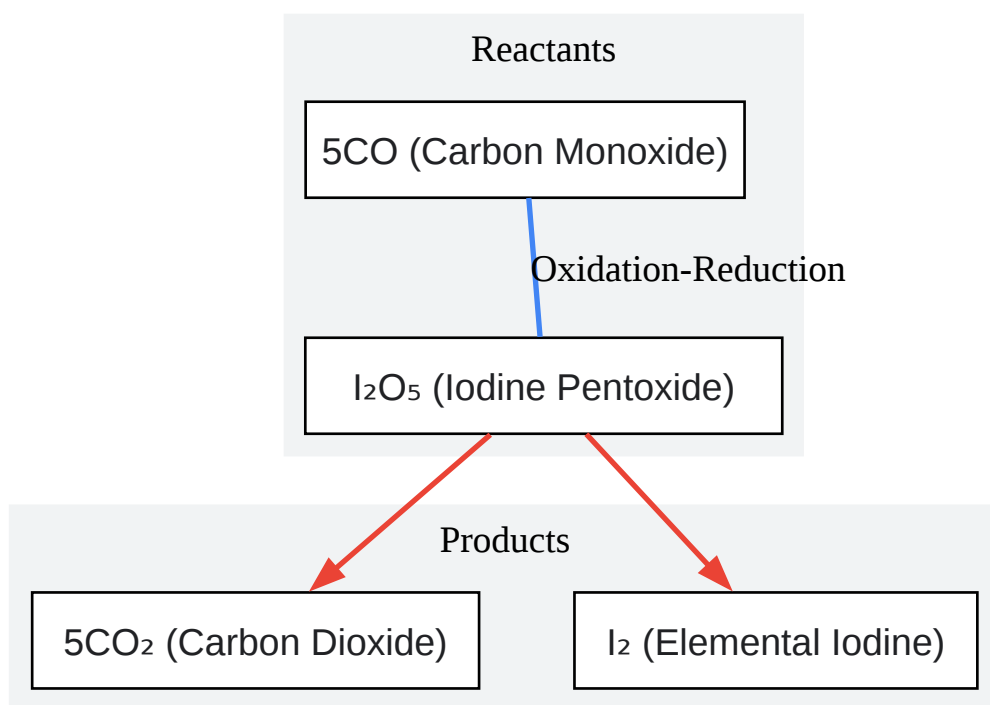 Reactants
5CO (Carbon Monoxide)
Oxidation-Reduction
I₂O₅ (Iodine Pentoxide)
Products
5CO₂ (Carbon Dioxide)
I₂ (Elemental Iodine)